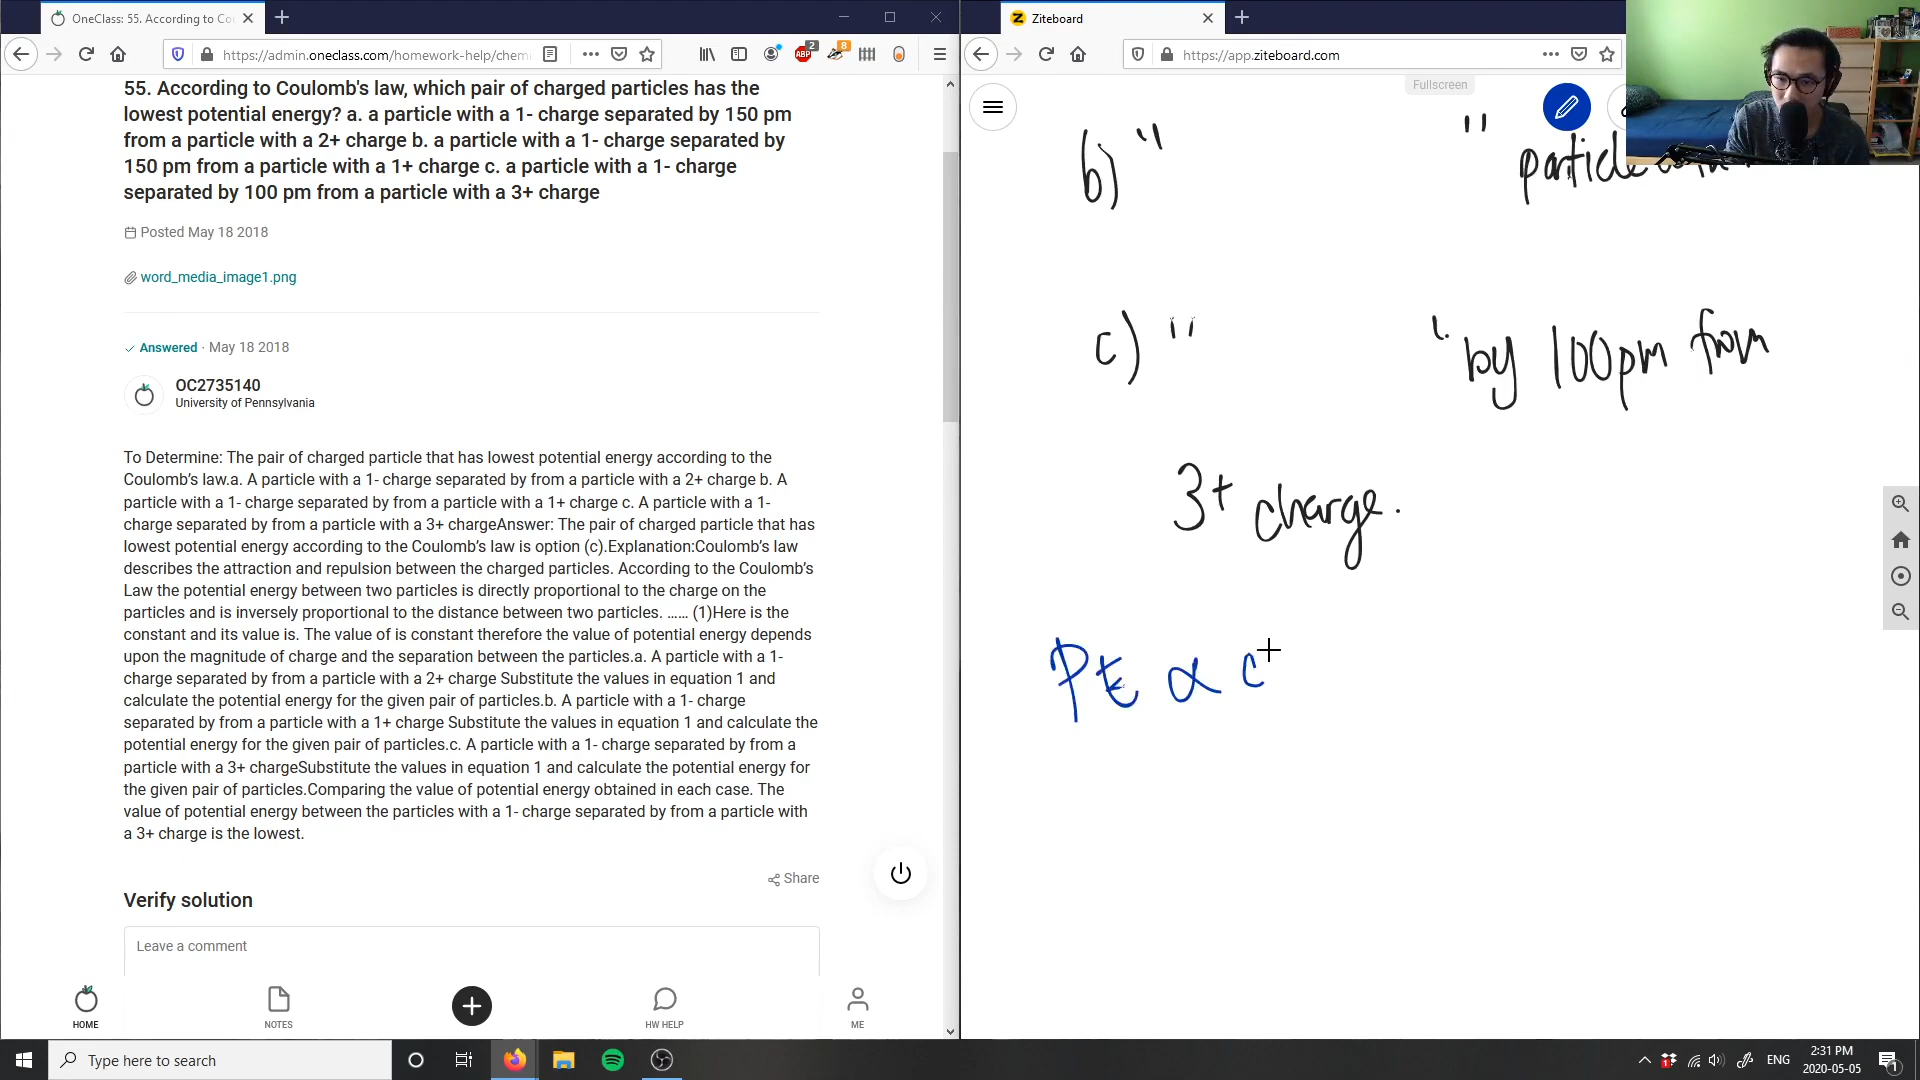 OneClass: 55. According to Co
Ziteboard
https://admin.oneclass.com/homework-help/chemi
ABP
2
8
https://app.ziteboard.com
Fullscreen
55. According to Coulomb's law, which pair of charged particles has the
lowest potential energy? a. a particle with a 1- charge separated by 150 pm
from a particle with a 2+ charge b. a particle with a 1- charge separated by
150 pm from a particle with a 1+ charge c. a particle with a 1- charge
separated by 100 pm from a particle with a 3+ charge
Posted May 18 2018
word_media_image1.png
Answered · May 18 2018
OC2735140
University of Pennsylvania
To Determine: The pair of charged particle that has lowest potential energy according to the
Coulomb's law.a. A particle with a 1- charge separated by from a particle with a 2+ charge b. A
particle with a 1- charge separated by from a particle with a 1+ charge c. A particle with a 1-
charge separated by from a particle with a 3+ chargeAnswer: The pair of charged particle that has
lowest potential energy according to the Coulomb's law is option (c).Explanation:Coulomb's law
describes the attraction and repulsion between the charged particles. According to the Coulomb's
Law the potential energy between two particles is directly proportional to the charge on the
particles and is inversely proportional to the distance between two particles. ...... (1)Here is the
constant and its value is. The value of is constant therefore the value of potential energy depends
upon the magnitude of charge and the separation between the particles.a. A particle with a 1-
charge separated by from a particle with a 2+ charge Substitute the values in equation 1 and
calculate the potential energy for the given pair of particles.b. A particle with a 1- charge
separated by from a particle with a 1+ charge Substitute the values in equation 1 and calculate the
potential energy for the given pair of particles.c. A particle with a 1- charge separated by from a
particle with a 3+ chargeSubstitute the values in equation 1 and calculate the potential energy for
the given pair of particles.Comparing the value of potential energy obtained in each case. The
value of potential energy between the particles with a 1- charge separated by from a particle with
a 3+ charge is the lowest.
Share
Verify solution
Leave a comment
HOME
NOTES
HW HELP
ME
b) " " particle
c) " " by 100pm from
3+ charge.
PE ∝ c
Type here to search
ENG
2:31 PM
2020-05-05
1